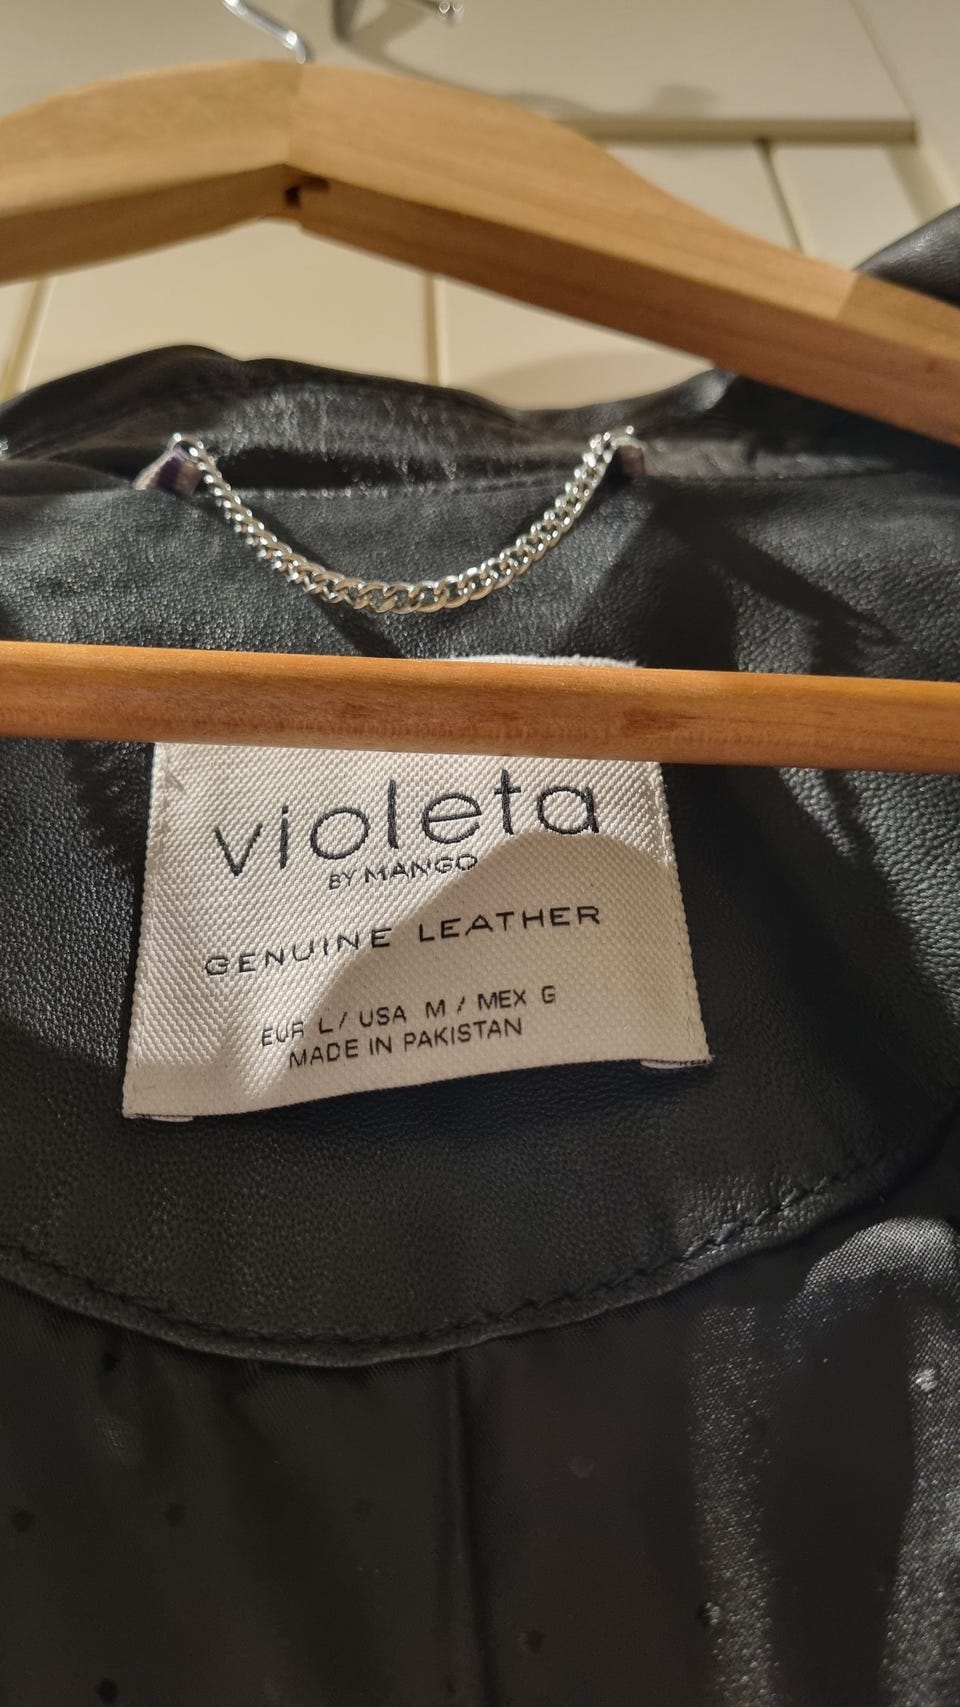 violeta
BY MANGO
GENUINE LEATHER
EUR L / USA M / MEX G
MADE IN PAKISTAN